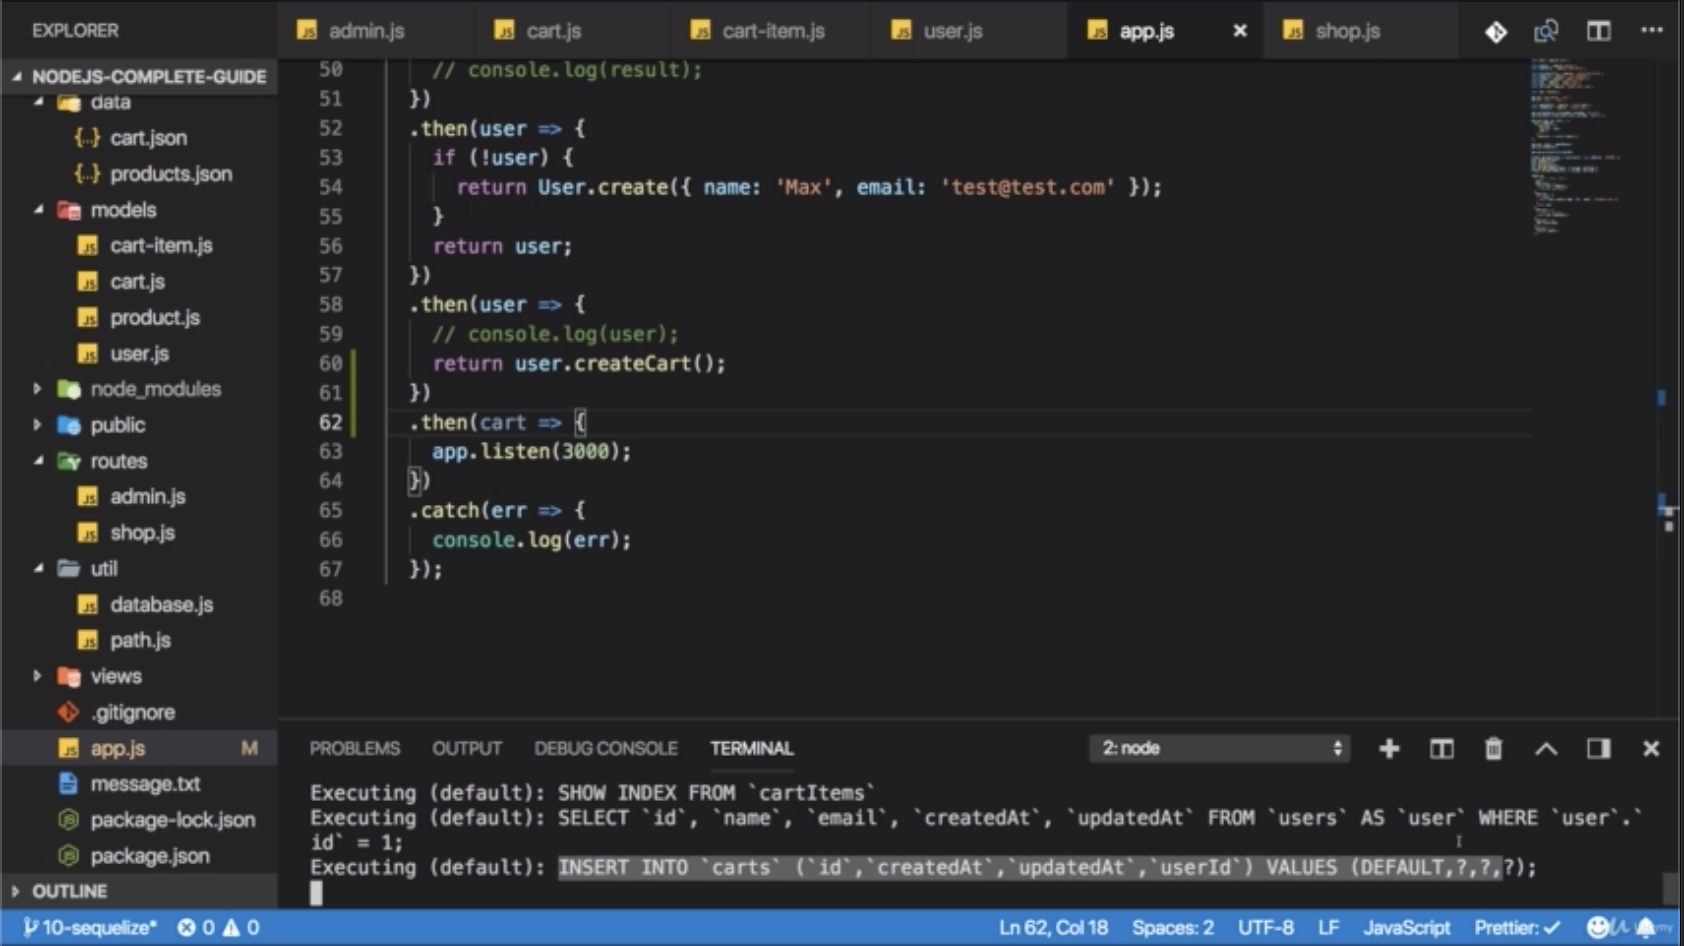 EXPLORER
NODEJS-COMPLETE-GUIDE
data
cart.json
products.json
models
cart-item.js
cart.js
product.js
user.js
node_modules
public
routes
admin.js
shop.js
util
database.js
path.js
views
.gitignore
app.js M
message.txt
package-lock.json
package.json
OUTLINE
admin.js cart.js cart-item.js user.js app.js shop.js
50 // console.log(result);
51 })
52 .then(user => {
53 if (!user) {
54 return User.create({ name: 'Max', email: 'test@test.com' });
55 }
56 return user;
57 })
58 .then(user => {
59 // console.log(user);
60 return user.createCart();
61 })
62 .then(cart => {
63 app.listen(3000);
64 })
65 .catch(err => {
66 console.log(err);
67 });
68
PROBLEMS OUTPUT DEBUG CONSOLE TERMINAL 2: node
Executing (default): SHOW INDEX FROM `cartItems`
Executing (default): SELECT `id`, `name`, `email`, `createdAt`, `updatedAt` FROM `users` AS `user` WHERE `user`.`
id` = 1;
Executing (default): INSERT INTO `carts` (`id`,`createdAt`,`updatedAt`,`userId`) VALUES (DEFAULT,?,?,?);
10-sequelize* 0 0 Ln 62, Col 18 Spaces: 2 UTF-8 LF JavaScript Prettier: ✓